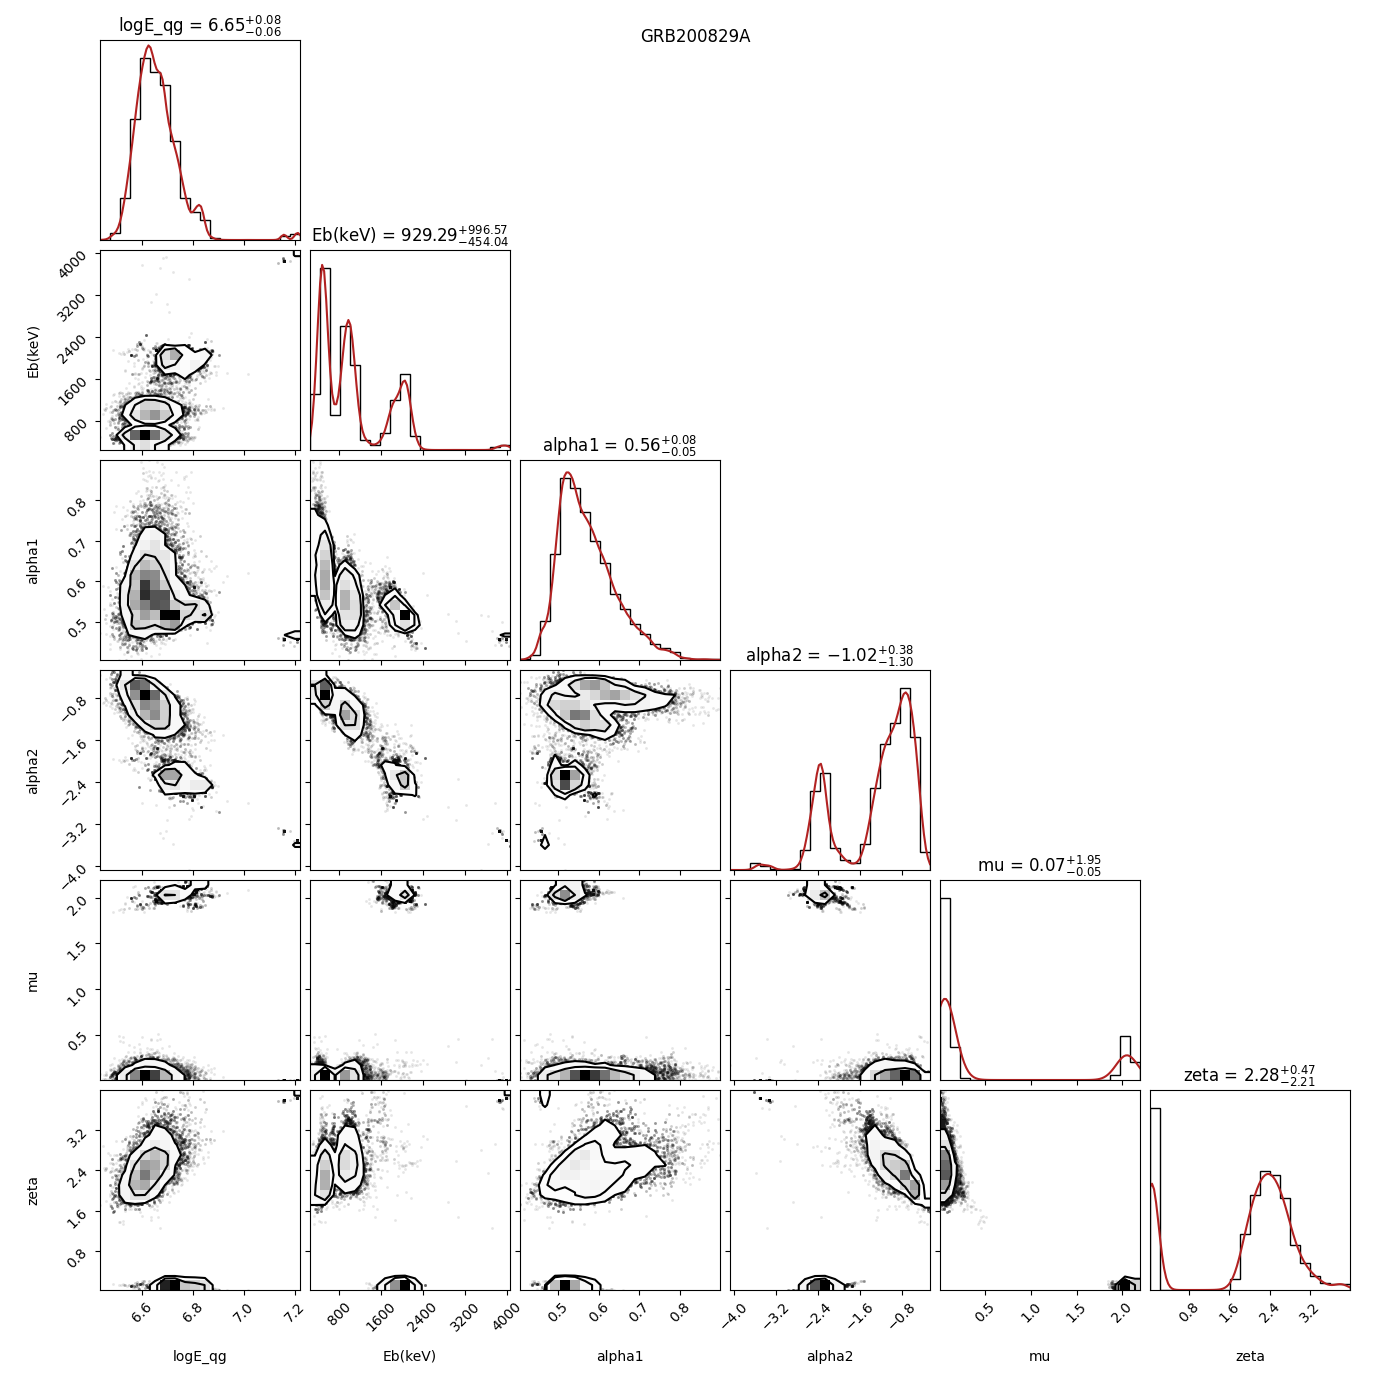 GRB200829A
logE_qg = 6.65 +0.08 −0.06
Eb(keV) = 929.29 +996.57 −454.04
4000
3200
2400
1600
800
Eb(keV)
alpha1 = 0.56 +0.08 −0.05
0.8
0.7
0.6
0.5
alpha1
alpha2 = −1.02 +0.38 −1.30
−0.8
−1.6
−2.4
−3.2
−4.0
alpha2
mu = 0.07 +1.95 −0.05
2.0
1.5
1.0
0.5
mu
zeta = 2.28 +0.47 −2.21
3.2
2.4
1.6
0.8
zeta
6.6 6.8 7.0 7.2
800 1600 2400 3200 4000
0.5 0.6 0.7 0.8
−4.0 −3.2 −2.4 −1.6 −0.8
0.5 1.0 1.5 2.0
0.8 1.6 2.4 3.2
logE_qg
Eb(keV)
alpha1
alpha2
mu
zeta